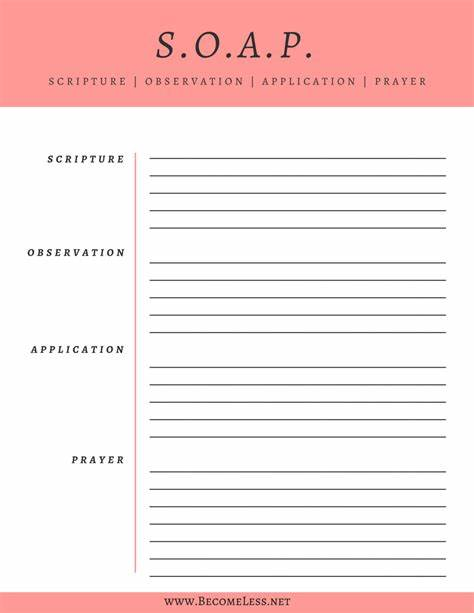 S.O.A.P.
SCRIPTURE | OBSERVATION | APPLICATION | PRAYER
SCRIPTURE
OBSERVATION
APPLICATION
PRAYER
WWW.BECOMELESS.NET